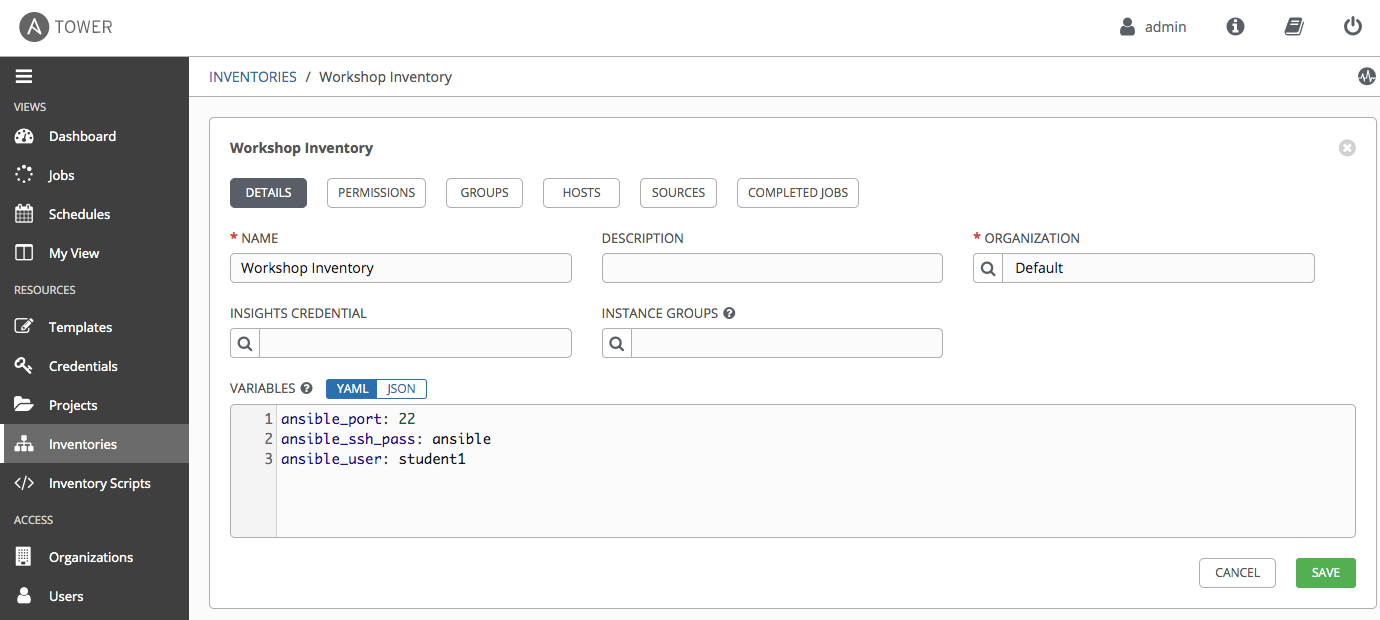 TOWER
admin
VIEWS
Dashboard
Jobs
Schedules
My View
RESOURCES
Templates
Credentials
Projects
Inventories
Inventory Scripts
ACCESS
Organizations
Users
INVENTORIES / Workshop Inventory
Workshop Inventory
DETAILS PERMISSIONS GROUPS HOSTS SOURCES COMPLETED JOBS
* NAME DESCRIPTION * ORGANIZATION
Workshop Inventory Default
INSIGHTS CREDENTIAL INSTANCE GROUPS ?
VARIABLES ? YAML JSON
1 ansible_port: 22
2 ansible_ssh_pass: ansible
3 ansible_user: student1
CANCEL SAVE